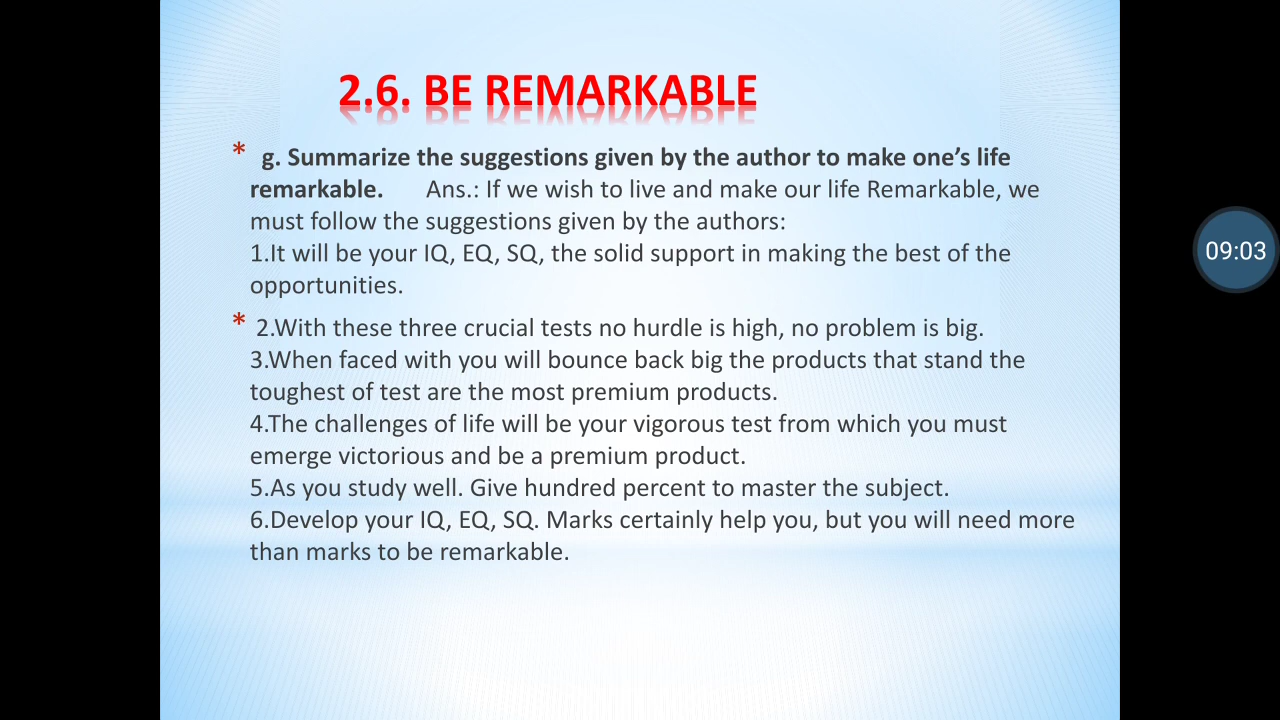 2.6. BE REMARKABLE
* g. Summarize the suggestions given by the author to make one's life
remarkable. Ans.: If we wish to live and make our life Remarkable, we
must follow the suggestions given by the authors:
1.It will be your IQ, EQ, SQ, the solid support in making the best of the
opportunities.
* 2.With these three crucial tests no hurdle is high, no problem is big.
3.When faced with you will bounce back big the products that stand the
toughest of test are the most premium products.
4.The challenges of life will be your vigorous test from which you must
emerge victorious and be a premium product.
5.As you study well. Give hundred percent to master the subject.
6.Develop your IQ, EQ, SQ. Marks certainly help you, but you will need more
than marks to be remarkable.
09:03